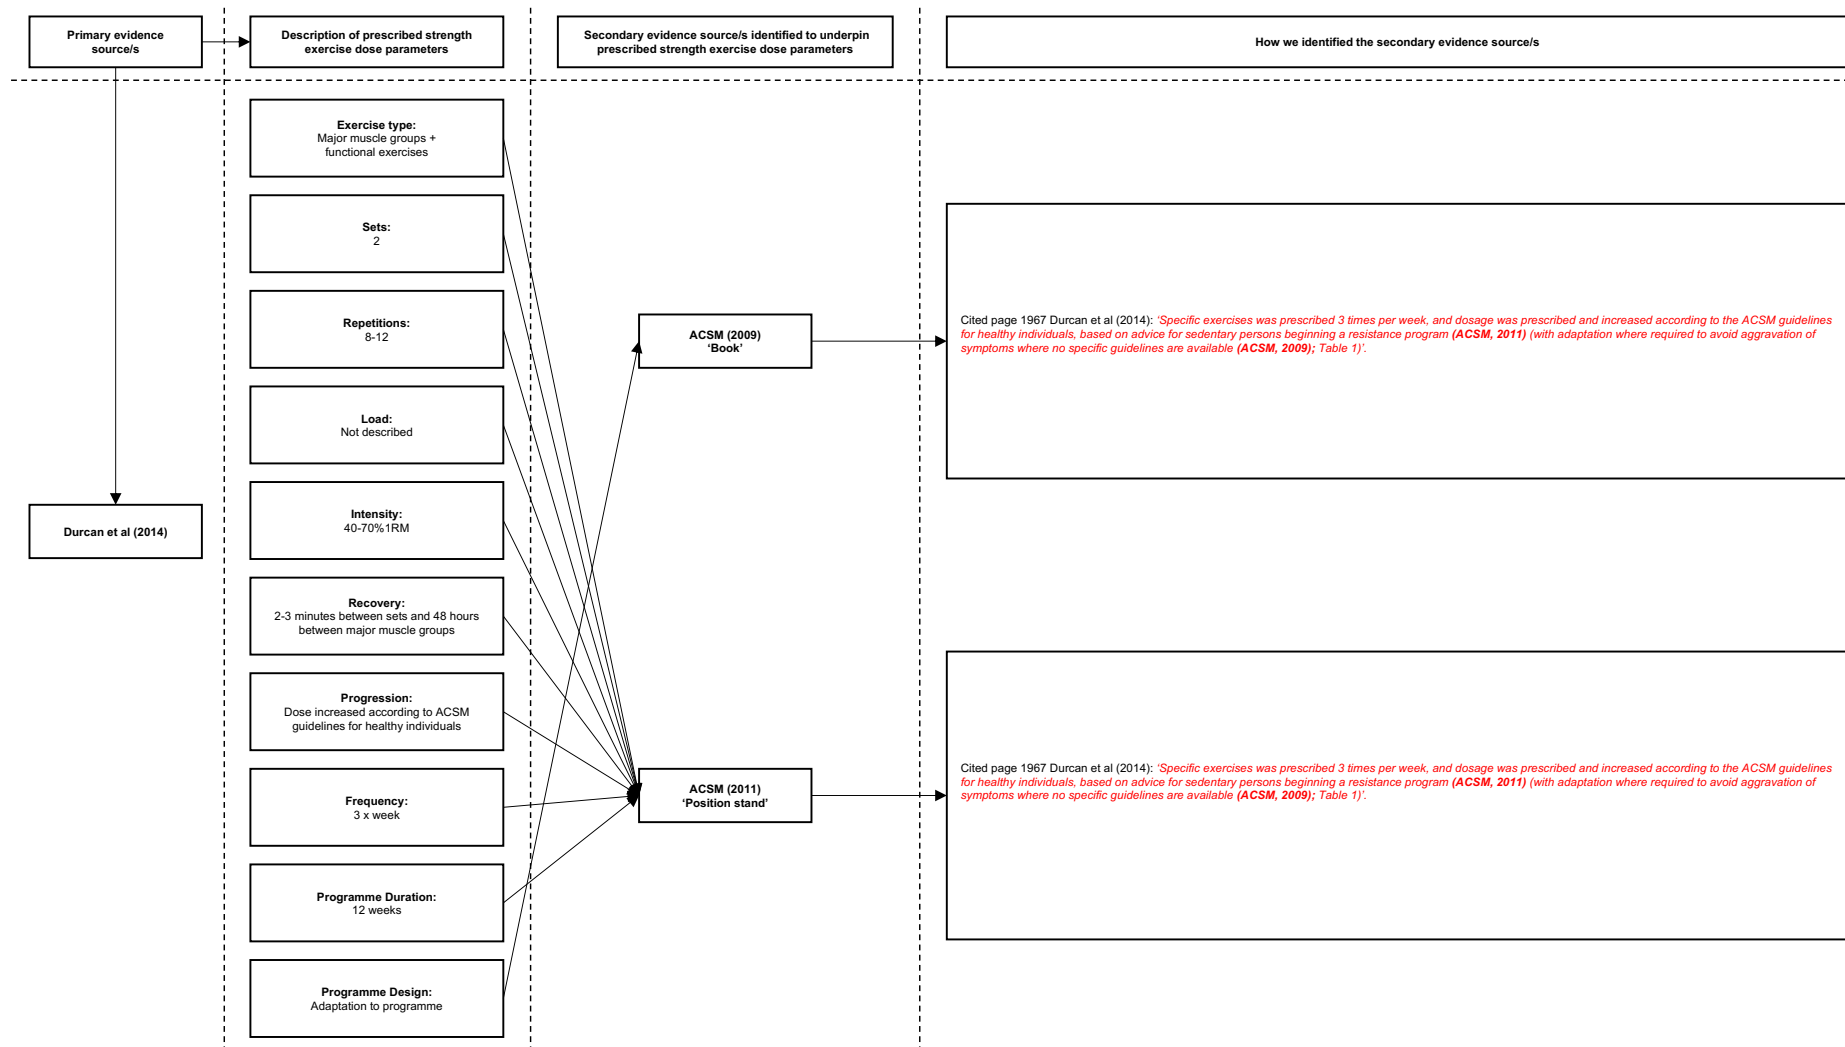 Primary evidence
source/s
Description of prescribed strength
exercise dose parameters
Secondary evidence source/s identified to underpin
prescribed strength exercise dose parameters
How we identified the secondary evidence source/s
Durcan et al (2014)
Exercise type:
Major muscle groups +
functional exercises
Sets:
2
Repetitions:
8-12
Load:
Not described
Intensity:
40-70%1RM
Recovery:
2-3 minutes between sets and 48 hours
between major muscle groups
Progression:
Dose increased according to ACSM
guidelines for healthy individuals
Frequency:
3 x week
Programme Duration:
12 weeks
Programme Design:
Adaptation to programme
ACSM (2009)
‘Book’
ACSM (2011)
‘Position stand’
Cited page 1967 Durcan et al (2014): ‘Specific exercises was prescribed 3 times per week, and dosage was prescribed and increased according to the ACSM guidelines
for healthy individuals, based on advice for sedentary persons beginning a resistance program (ACSM, 2011) (with adaptation where required to avoid aggravation of
symptoms where no specific guidelines are available (ACSM, 2009); Table 1)’.
Cited page 1967 Durcan et al (2014): ‘Specific exercises was prescribed 3 times per week, and dosage was prescribed and increased according to the ACSM guidelines
for healthy individuals, based on advice for sedentary persons beginning a resistance program (ACSM, 2011) (with adaptation where required to avoid aggravation of
symptoms where no specific guidelines are available (ACSM, 2009); Table 1)’.